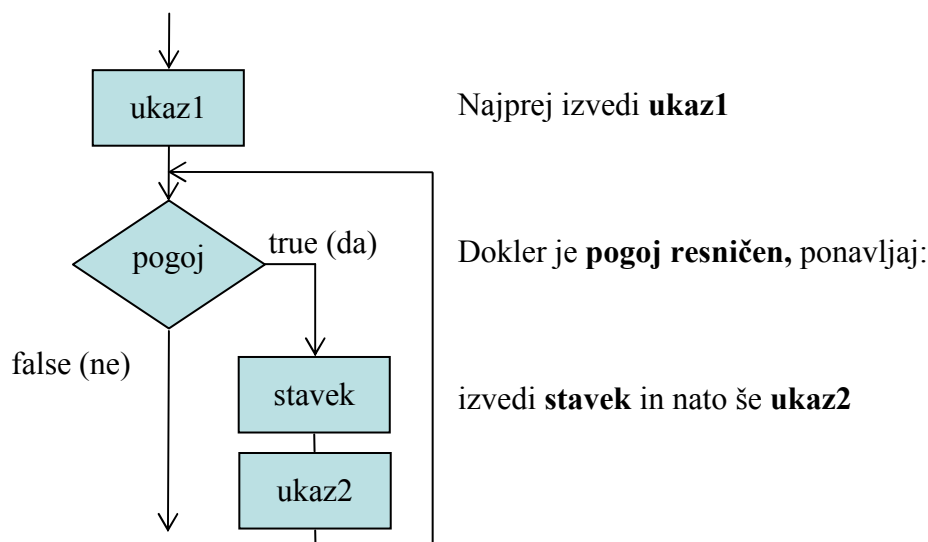 ukaz1
Najprej izvedi ukaz1
pogoj
true (da)
Dokler je pogoj resničen, ponavljaj:
false (ne)
stavek
izvedi stavek in nato še ukaz2
ukaz2